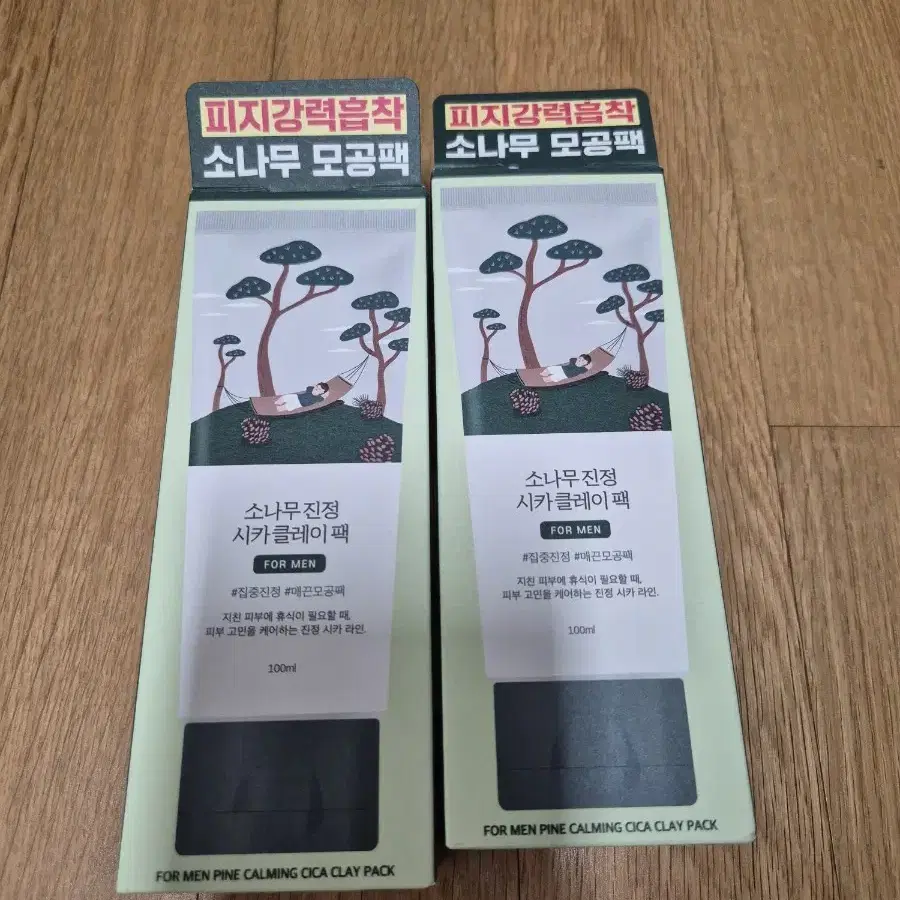 피지강력흡착
소나무 모공팩
소나무 진정
시카 클레이 팩
FOR MEN
#집중진정 #매끈모공팩
지친 피부에 휴식이 필요할 때,
피부 고민을 케어하는 진정 시카 라인.
100ml
FOR MEN PINE CALMING CICA CLAY PACK
피지강력흡착
소나무 모공팩
소나무 진정
시카 클레이 팩
FOR MEN
#집중진정 #매끈모공팩
지친 피부에 휴식이 필요할 때,
피부 고민을 케어하는 진정 시카 라인.
100ml
FOR MEN PINE CALMING CICA CLAY PACK